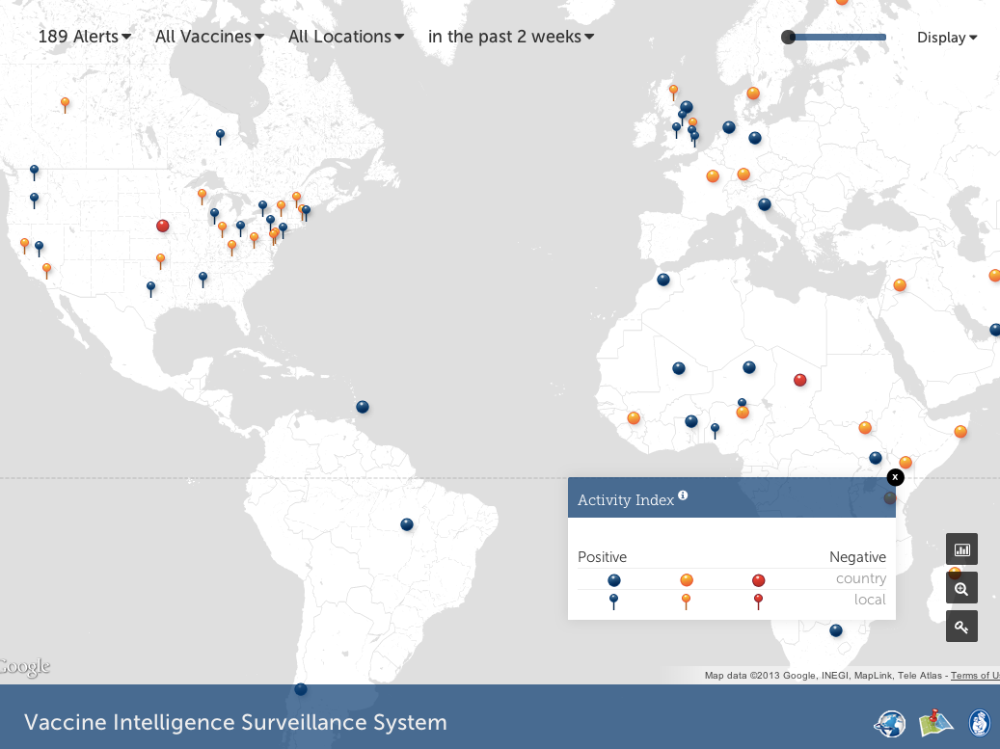 189 Alerts All Vaccines All Locations in the past 2 weeks Display
x
Activity Index i
Positive Negative
country
local
Google
Map data ©2013 Google, INEGI, MapLink, Tele Atlas - Terms of U
Vaccine Intelligence Surveillance System